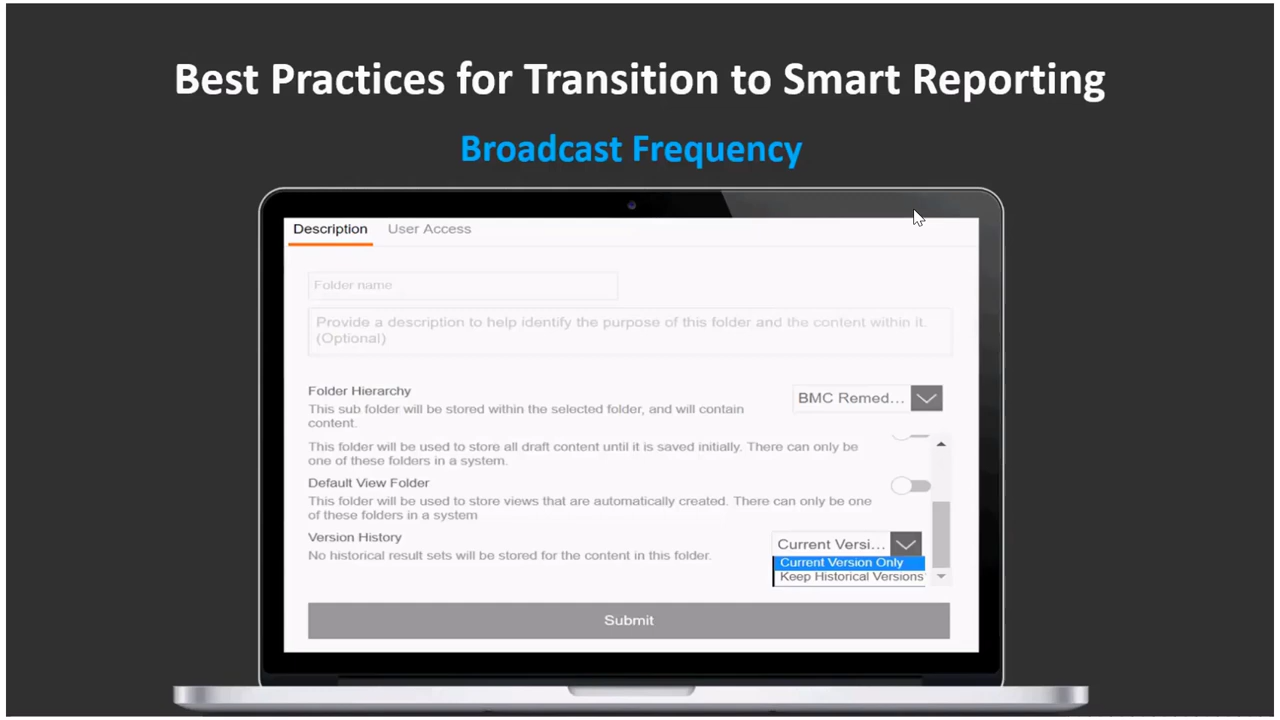 Best Practices for Transition to Smart Reporting
Broadcast Frequency
Description User Access
Folder name
Provide a description to help identify the purpose of this folder and the content within it.
(Optional)
Folder Hierarchy
This sub folder will be stored within the selected folder, and will contain
content.
BMC Remed...
This folder will be used to store all draft content until it is saved initially. There can only be
one of these folders in a system.
Default View Folder
This folder will be used to store views that are automatically created. There can only be one
of these folders in a system
Version History
No historical result sets will be stored for the content in this folder.
Current Versi...
Current Version Only
Keep Historical Versions
Submit